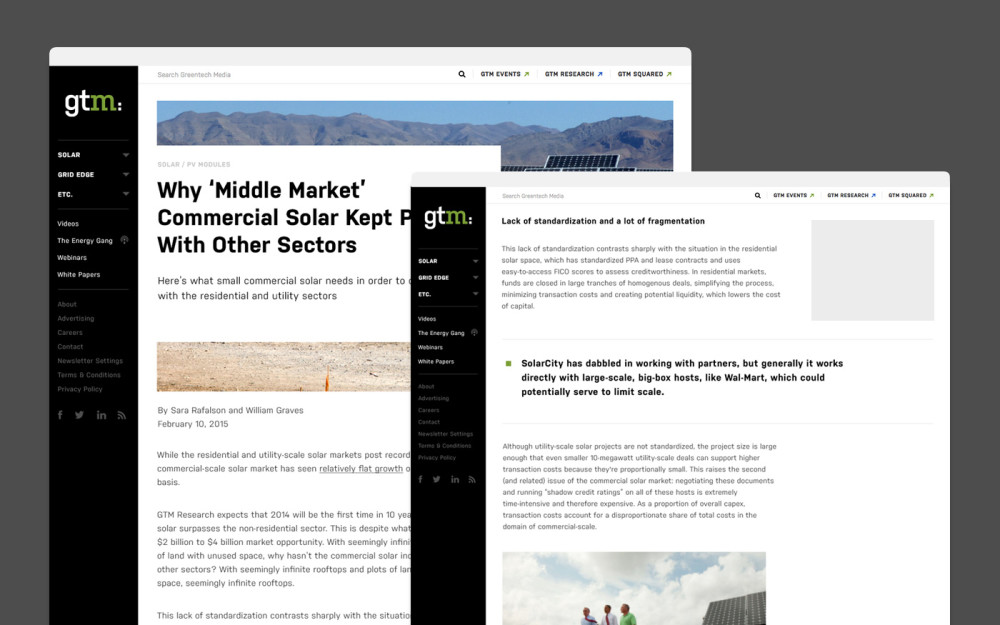 Search Greentech Media
GTM EVENTS
GTM RESEARCH
GTM SQUARED
gtm:
SOLAR
GRID EDGE
ETC.
Videos
The Energy Gang
Webinars
White Papers
About
Advertising
Careers
Contact
Newsletter Settings
Terms & Conditions
Privacy Policy
SOLAR / PV MODULES
Why ‘Middle Market’
Commercial Solar Kept
With Other Sectors
Here’s what small commercial solar needs in order to
with the residential and utility sectors
By Sara Rafalson and William Graves
February 10, 2015
While the residential and utility-scale solar markets post
commercial-scale solar market has seen relatively flat growth
basis.
GTM Research expects that 2014 will be the first time in 10
solar surpasses the non-residential sector. This is despite what
$2 billion to $4 billion market opportunity. With seemingly
of land with unused space, why hasn’t the commercial solar
other sectors? With seemingly infinite rooftops and plots of
space, seemingly infinite rooftops.
This lack of standardization contrasts sharply with the
Search Greentech Media
GTM EVENTS
GTM RESEARCH
GTM SQUARED
gtm:
SOLAR
GRID EDGE
ETC.
Videos
The Energy Gang
Webinars
White Papers
About
Advertising
Careers
Contact
Newsletter Settings
Terms & Conditions
Privacy Policy
Lack of standardization and a lot of fragmentation
This lack of standardization contrasts sharply with the situation in the residential
solar space, which has standardized PPA and lease contracts and uses
easy-to-access FICO scores to assess creditworthiness. In residential markets,
funds are closed in large tranches of homogenous deals, simplifying the process,
minimizing transaction costs and creating potential liquidity, which lowers the cost
of capital.
SolarCity has dabbled in working with partners, but generally it works
directly with large-scale, big-box hosts, like Wal-Mart, which could
potentially serve to limit scale.
Although utility-scale solar projects are not standardized, the project size is large
enough that even smaller 10-megawatt utility-scale deals can support higher
transaction costs because they're proportionally small. This raises the second
(and related) issue of the commercial solar market: negotiating these documents
and running "shadow credit ratings" on all of these hosts is extremely
time-intensive and therefore expensive. As a proportion of overall capex,
transaction costs account for a disproportionate share of total costs in the
domain of commercial-scale.